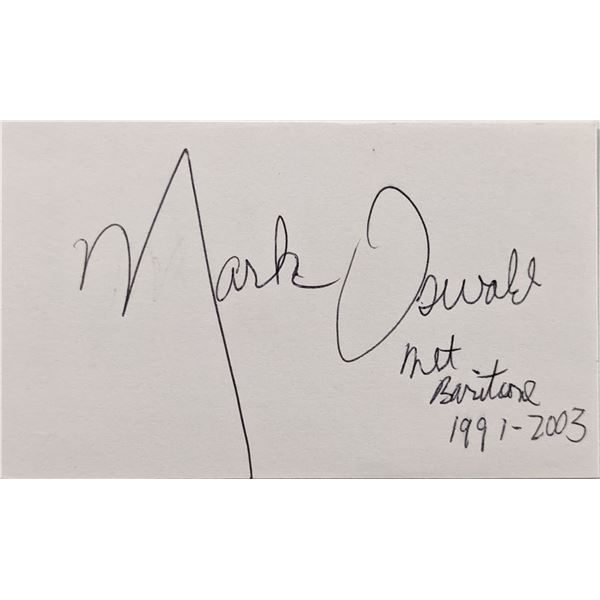 Mark Oswald
Met
Baritone
1991-2003